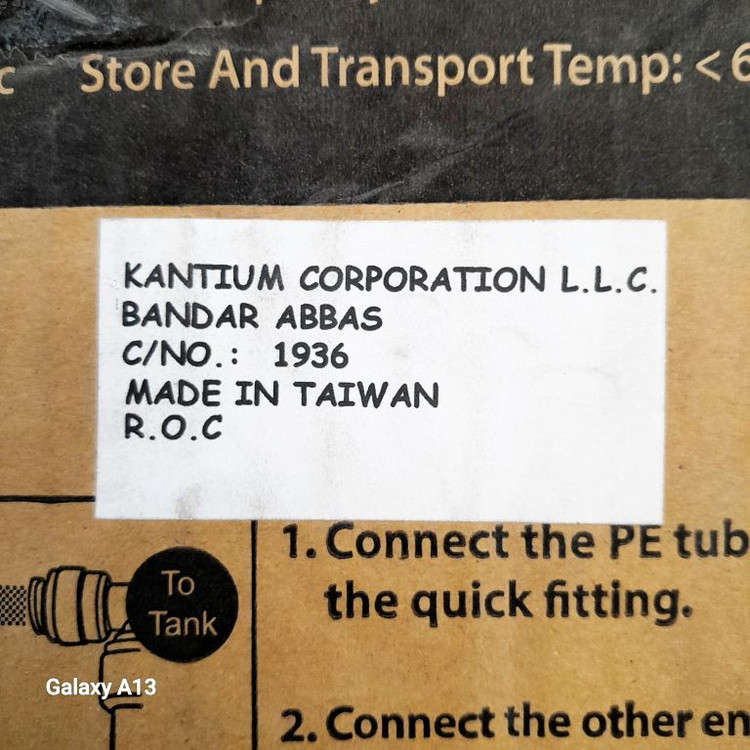 Store And Transport Temp: < 6
KANTIUM CORPORATION L.L.C.
BANDAR ABBAS
C/NO.: 1936
MADE IN TAIWAN
R.O.C
To
Tank
1. Connect the PE tub
the quick fitting.
2. Connect the other en
Galaxy A13